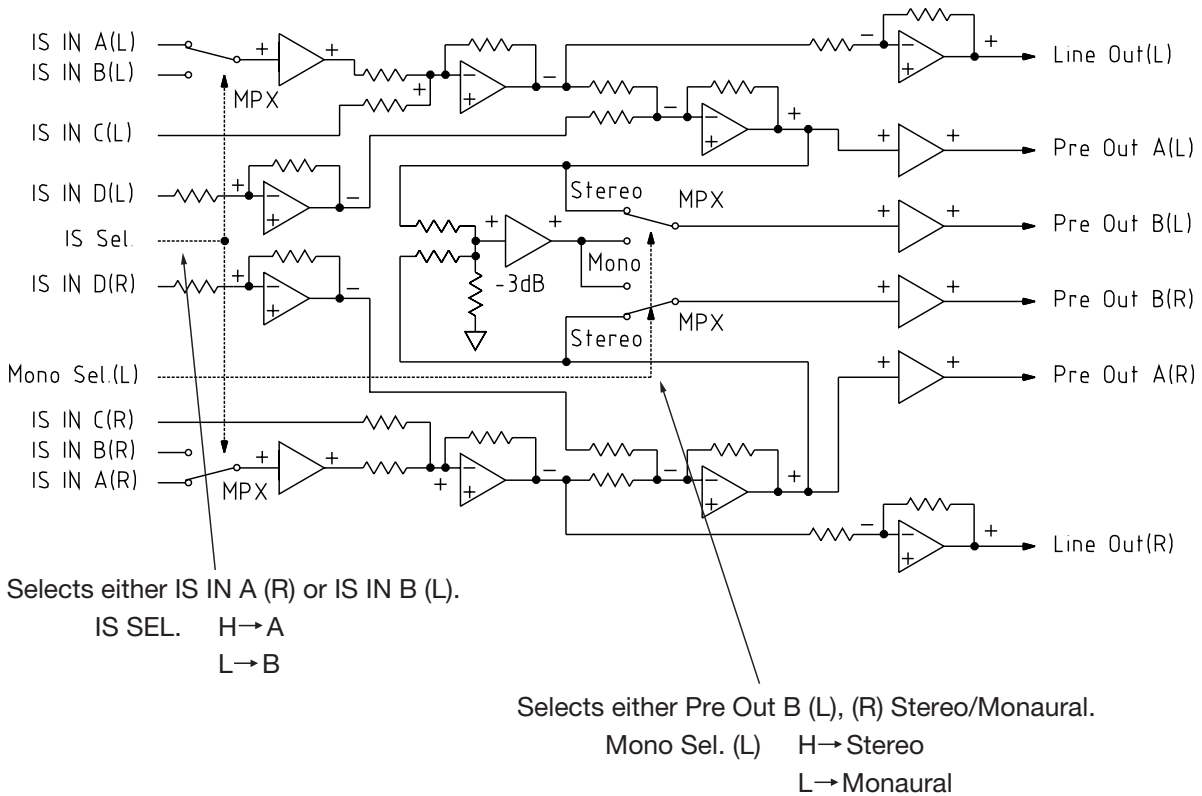 IS IN A(L)
IS IN B(L)
MPX
IS IN C(L)
IS IN D(L)
IS Sel.
IS IN D(R)
Mono Sel.(L)
IS IN C(R)
IS IN B(R)
IS IN A(R)
MPX
Stereo
MPX
Mono
-3dB
Stereo
MPX
Line Out(L)
Pre Out A(L)
Pre Out B(L)
Pre Out B(R)
Pre Out A(R)
Line Out(R)
Selects either IS IN A (R) or IS IN B (L).
IS SEL. H→A
L→B
Selects either Pre Out B (L), (R) Stereo/Monaural.
Mono Sel. (L) H→Stereo
L→Monaural